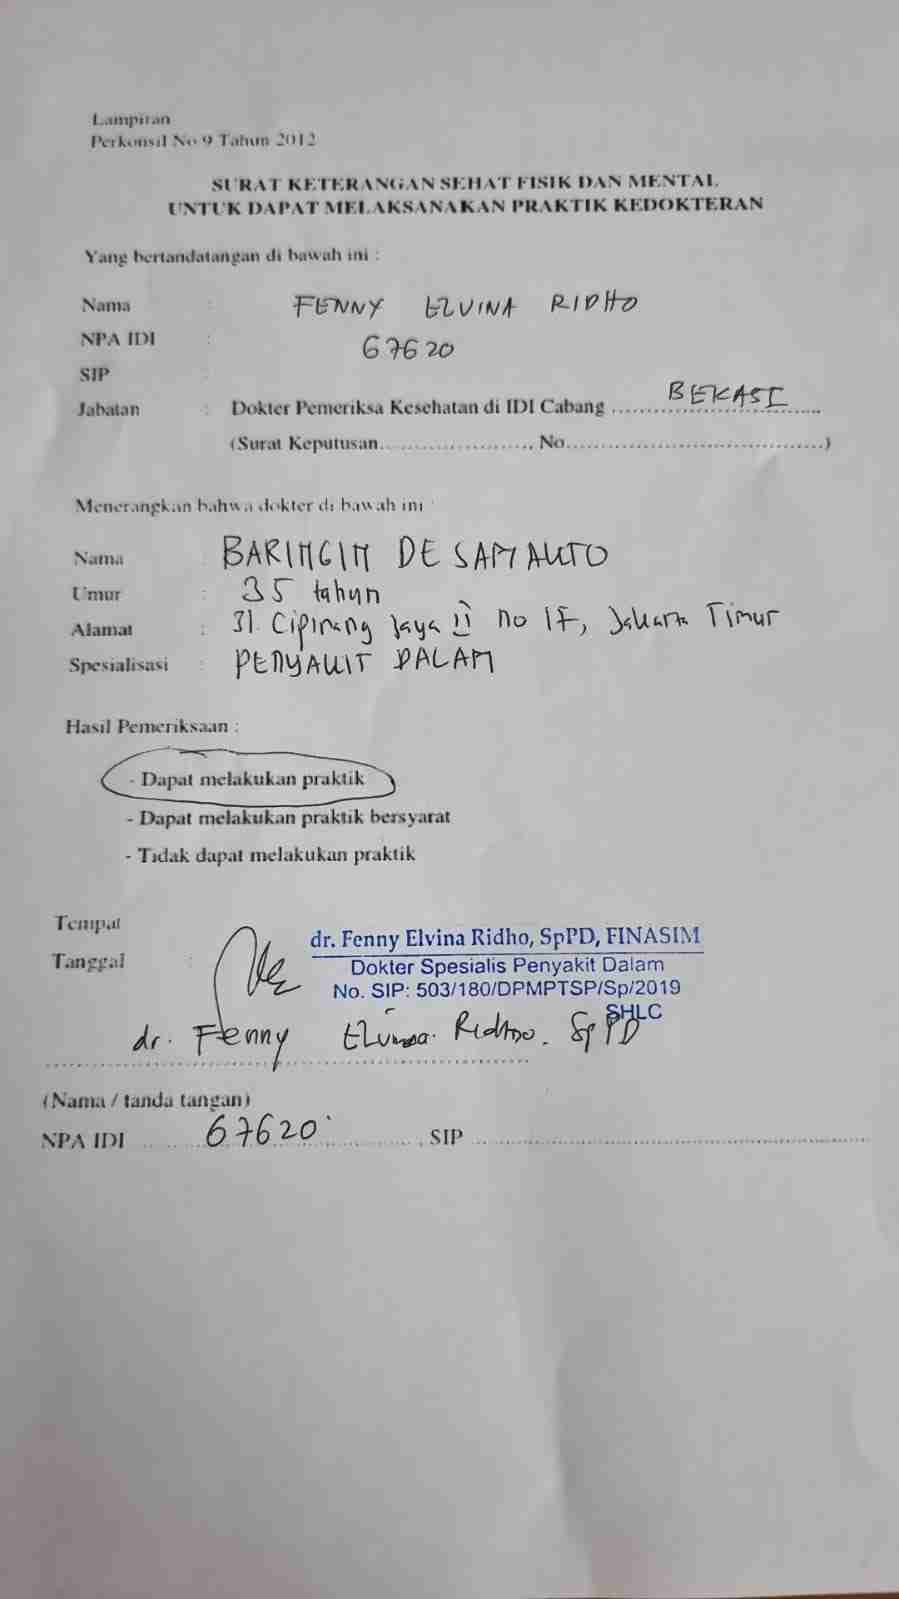 Lampiran
Perkonsil No 9 Tahun 2012
SURAT KETERANGAN SEHAT FISIK DAN MENTAL
UNTUK DAPAT MELAKSANAKAN PRAKTIK KEDOKTERAN
Yang bertandatangan di bawah ini :
Nama : FENNY ELVINA RIDHO
NPA IDI : 67620
SIP :
Jabatan : Dokter Pemeriksa Kesehatan di IDI Cabang ....BEKASI....
(Surat Keputusan...................... No...................................)
Menerangkan bahwa dokter di bawah ini :
Nama : BARINGIN DE SAMAUTO
Umur : 35 tahun
Alamat : Jl. Cipinang Jaya II no 1F, Jakarta Timur
Spesialisasi : PENYAKIT DALAM
Hasil Pemeriksaan :
- Dapat melakukan praktik
- Dapat melakukan praktik bersyarat
- Tidak dapat melakukan praktik
Tempat
Tanggal :
dr. Fenny Elvina Ridho, SpPD, FINASIM
Dokter Spesialis Penyakit Dalam
No. SIP: 503/180/DPMPTSP/Sp/2019
SHLC
dr. Fenny Elvina Ridho. SpPD
(Nama / tanda tangan)
NPA IDI ......67620......, SIP ......................................................